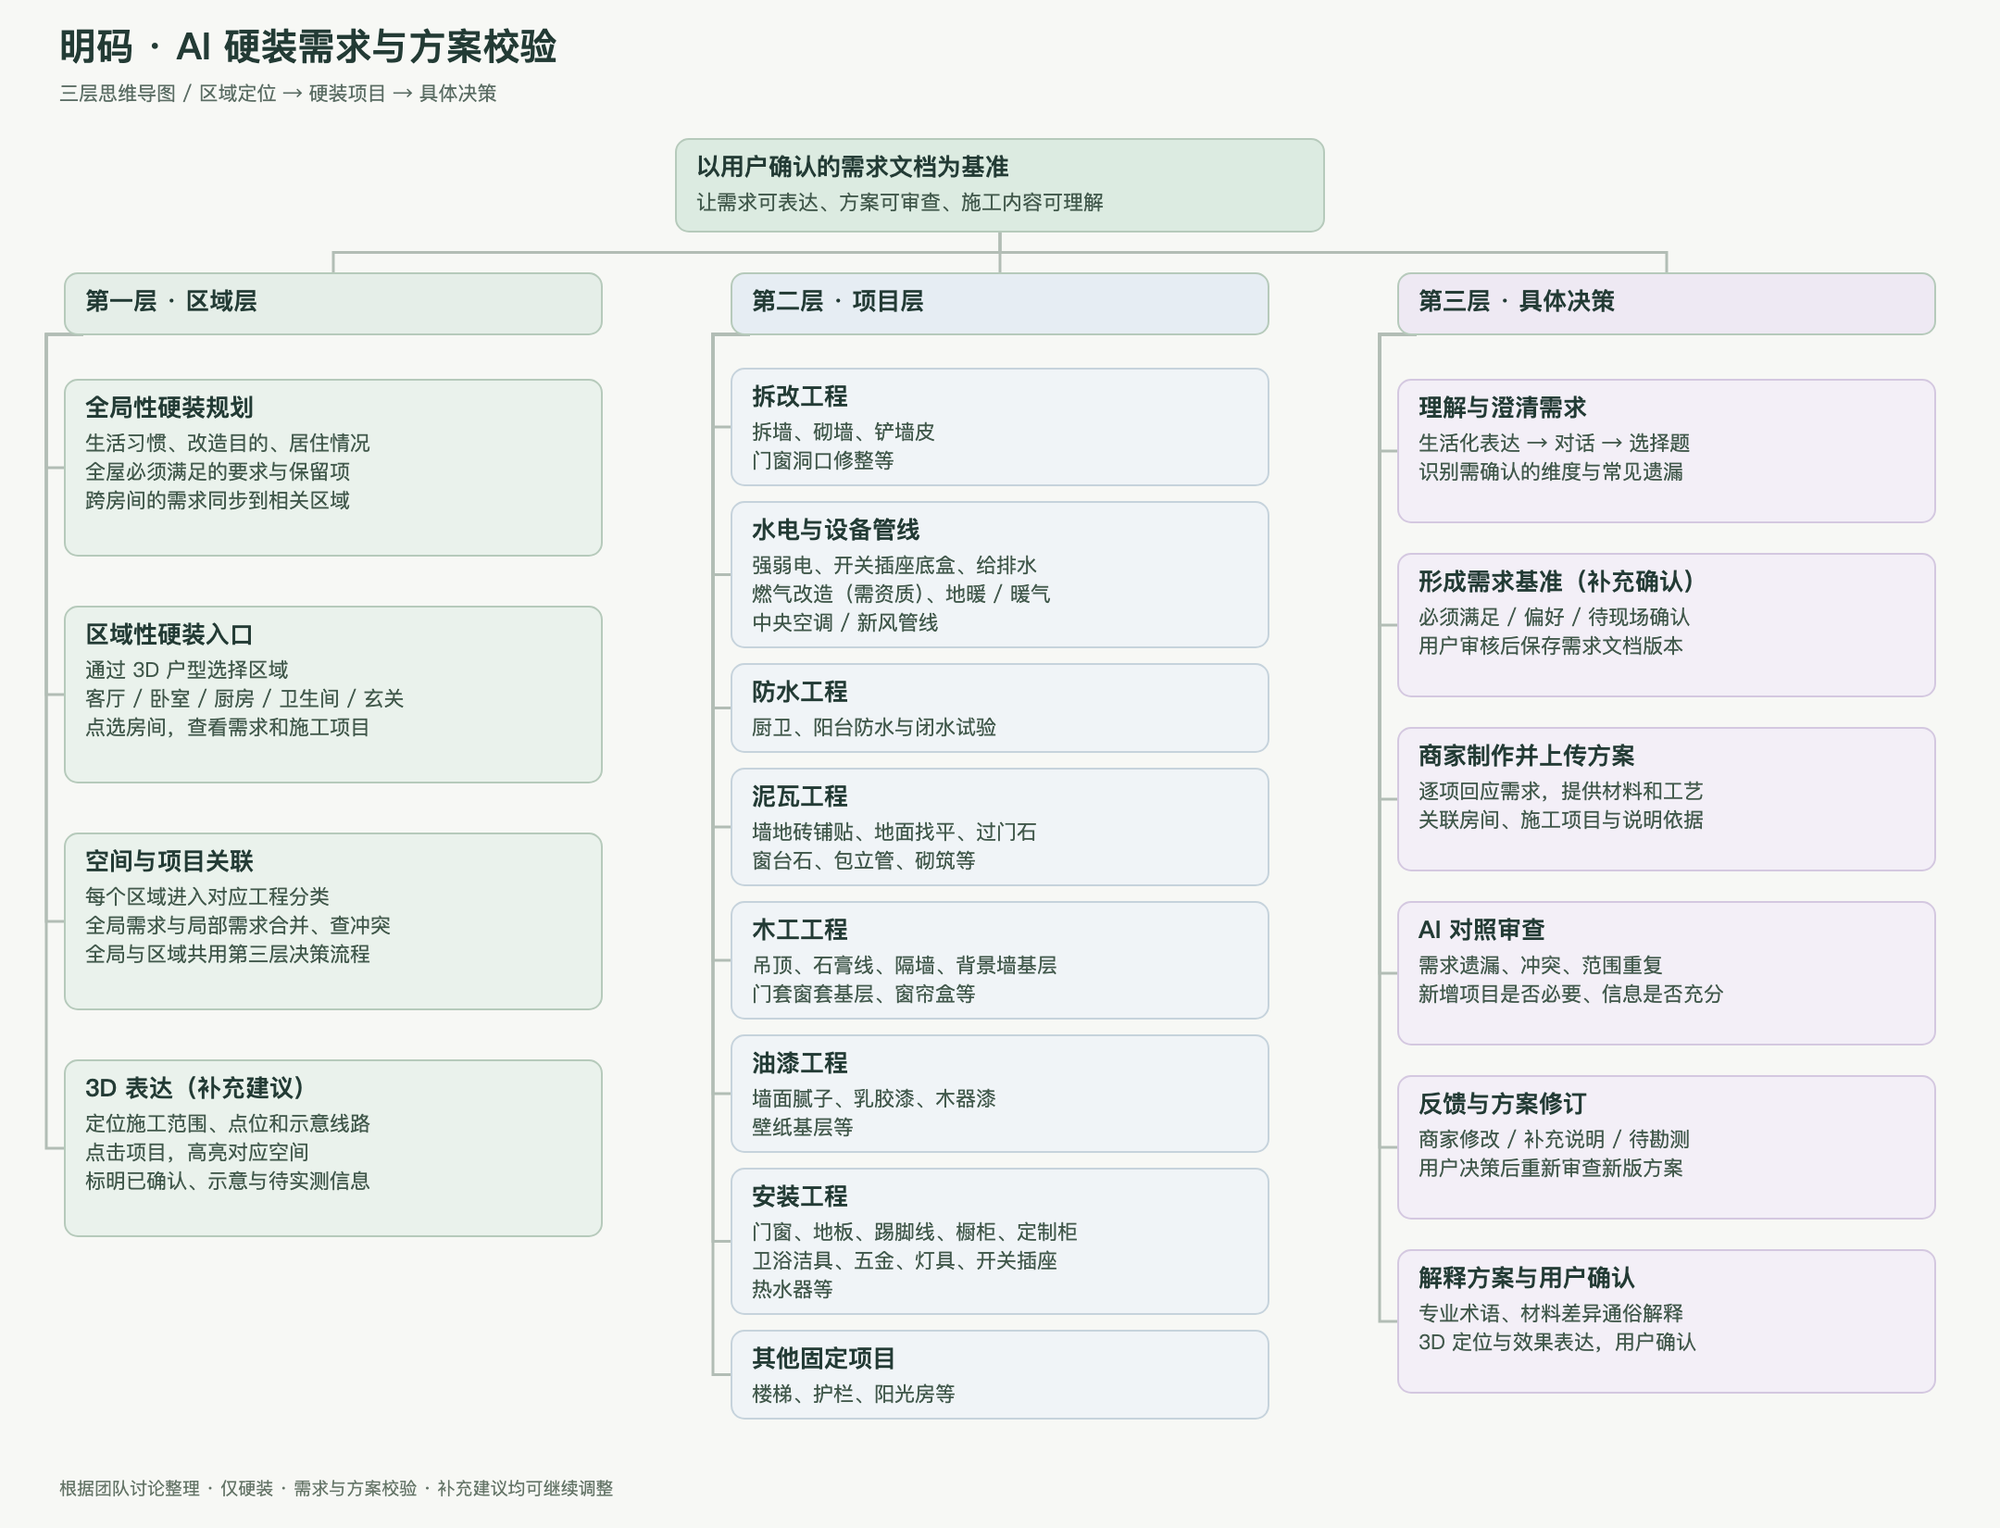 明码 · AI 硬装需求与方案校验
三层思维导图 / 区域定位 → 硬装项目 → 具体决策
以用户确认的需求文档为基准
让需求可表达、方案可审查、施工内容可理解
第一层 · 区域层
全局性硬装规划
生活习惯、改造目的、居住情况
全屋必须满足的要求与保留项
跨房间的需求同步到相关区域
区域性硬装入口
通过 3D 户型选择区域
客厅 / 卧室 / 厨房 / 卫生间 / 玄关
点选房间，查看需求和施工项目
空间与项目关联
每个区域进入对应工程分类
全局需求与局部需求合并、查冲突
全局与区域共用第三层决策流程
3D 表达（补充建议）
定位施工范围、点位和示意线路
点击项目，高亮对应空间
标明已确认、示意与待实测信息
第二层 · 项目层
拆改工程
拆墙、砌墙、铲墙皮
门窗洞口修整等
水电与设备管线
强弱电、开关插座底盒、给排水
燃气改造（需资质）、地暖 / 暖气
中央空调 / 新风管线
防水工程
厨卫、阳台防水与闭水试验
泥瓦工程
墙地砖铺贴、地面找平、过门石
窗台石、包立管、砌筑等
木工工程
吊顶、石膏线、隔墙、背景墙基层
门套窗套基层、窗帘盒等
油漆工程
墙面腻子、乳胶漆、木器漆
壁纸基层等
安装工程
门窗、地板、踢脚线、橱柜、定制柜
卫浴洁具、五金、灯具、开关插座
热水器等
其他固定项目
楼梯、护栏、阳光房等
第三层 · 具体决策
理解与澄清需求
生活化表达 → 对话 → 选择题
识别需确认的维度与常见遗漏
形成需求基准（补充确认）
必须满足 / 偏好 / 待现场确认
用户审核后保存需求文档版本
商家制作并上传方案
逐项回应需求，提供材料和工艺
关联房间、施工项目与说明依据
AI 对照审查
需求遗漏、冲突、范围重复
新增项目是否必要、信息是否充分
反馈与方案修订
商家修改 / 补充说明 / 待勘测
用户决策后重新审查新版方案
解释方案与用户确认
专业术语、材料差异通俗解释
3D 定位与效果表达，用户确认
根据团队讨论整理 · 仅硬装 · 需求与方案校验 · 补充建议均可继续调整